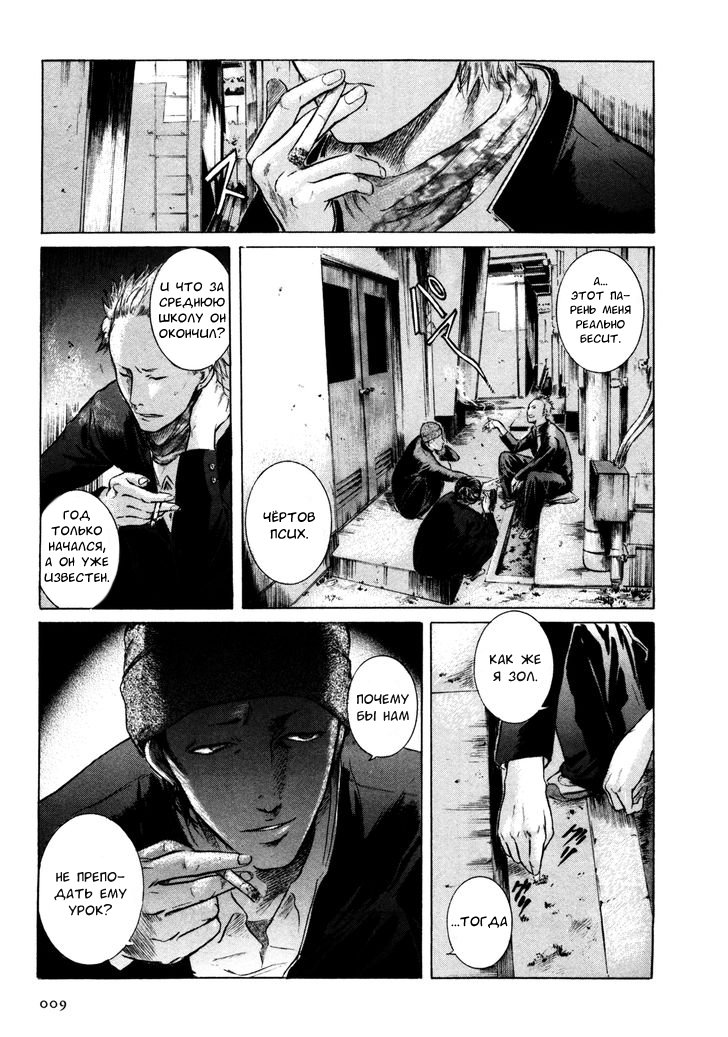 А...
ЭТОТ ПА-
РЕНЬ МЕНЯ
РЕАЛЬНО
БЕСИТ.
ЧЁРТОВ
ПСИХ.
И ЧТО ЗА
СРЕДНЮЮ
ШКОЛУ ОН
ОКОНЧИЛ?
ГОД
ТОЛЬКО
НАЧАЛСЯ,
А ОН УЖЕ
ИЗВЕСТЕН.
КАК ЖЕ
Я ЗОЛ.
...ТОГДА
ПОЧЕМУ
БЫ НАМ
НЕ ПРЕПО-
ДАТЬ ЕМУ
УРОК?
009